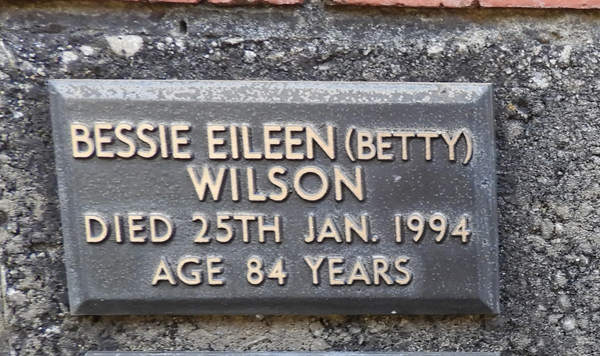 BESSIE EILEEN (BETTY)
WILSON
DIED 25TH JAN. 1994
AGE 84 YEARS